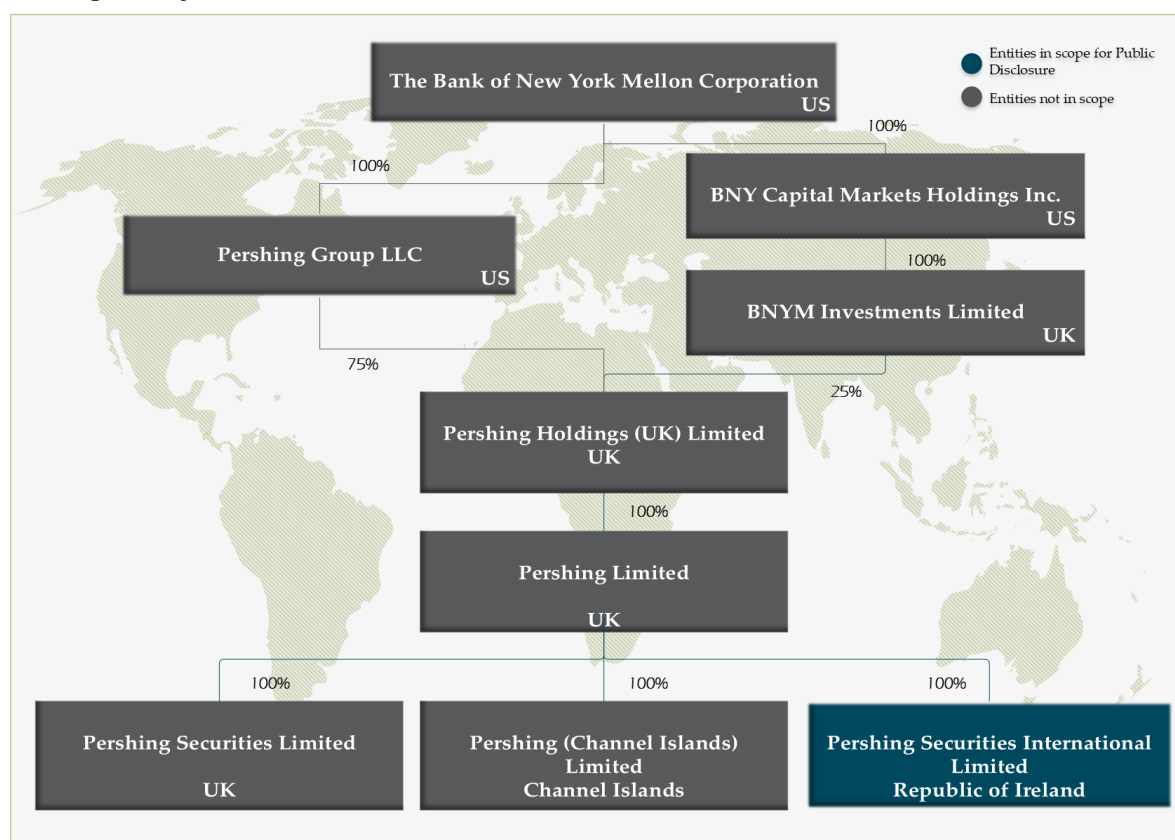 Entities in scope for Public
Disclosure
Entities not in scope
The Bank of New York Mellon Corporation
US
100%
100%
BNY Capital Markets Holdings Inc.
US
Pershing Group LLC
US
100%
BNYM Investments Limited
UK
75%
25%
Pershing Holdings (UK) Limited
UK
100%
Pershing Limited
UK
100%
100%
100%
Pershing Securities Limited
UK
Pershing (Channel Islands)
Limited
Channel Islands
Pershing Securities International
Limited
Republic of Ireland